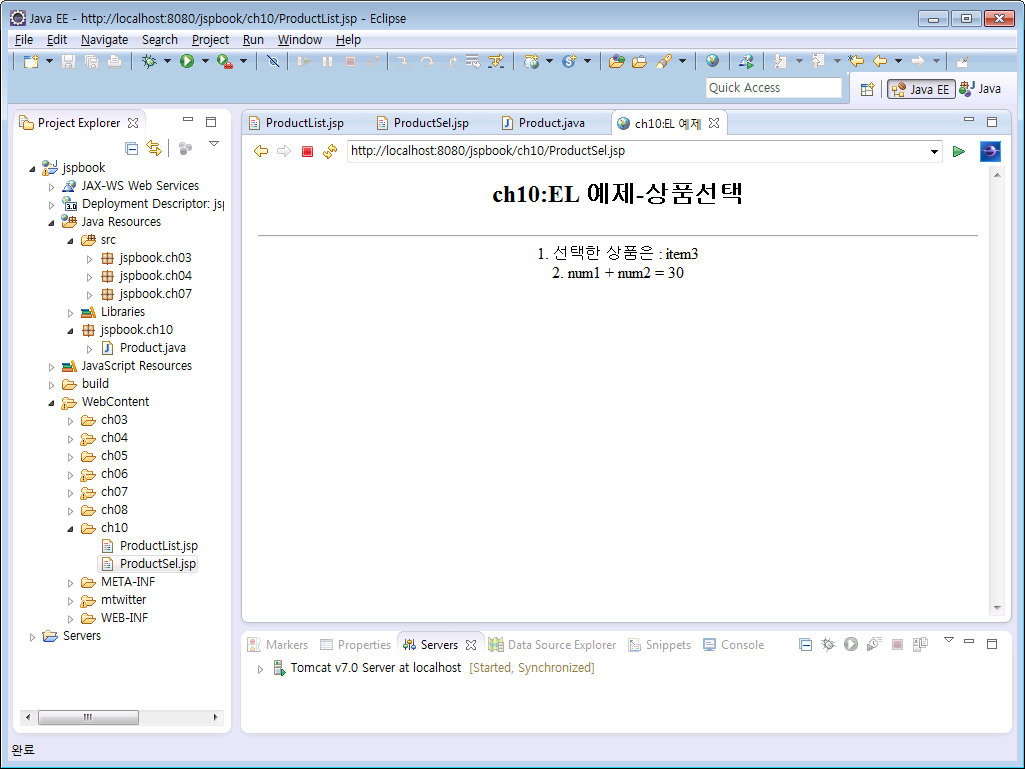 Java EE - http://localhost:8080/jspbook/ch10/ProductList.jsp - Eclipse
File Edit Navigate Search Project Run Window Help
Quick Access
Java EE
Java
Project Explorer
jspbook
JAX-WS Web Services
3.0 Deployment Descriptor: jsp
Java Resources
src
jspbook.ch03
jspbook.ch04
jspbook.ch07
Libraries
jspbook.ch10
Product.java
JavaScript Resources
build
WebContent
ch03
ch04
ch05
ch06
ch07
ch08
ch10
ProductList.jsp
ProductSel.jsp
META-INF
mtwitter
WEB-INF
Servers
ProductList.jsp ProductSel.jsp Product.java ch10:EL 예제
http://localhost:8080/jspbook/ch10/ProductSel.jsp
ch10:EL 예제-상품선택
1. 선택한 상품은 : item3
2. num1 + num2 = 30
Markers Properties Servers Data Source Explorer Snippets Console
Tomcat v7.0 Server at localhost [Started, Synchronized]
완료